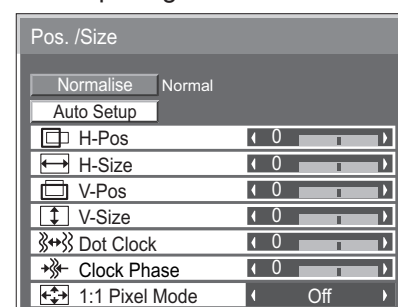 Pos. /Size
Normalise Normal
Auto Setup
H-Pos 0
H-Size 0
V-Pos 0
V-Size 0
Dot Clock 0
Clock Phase 0
1:1 Pixel Mode Off